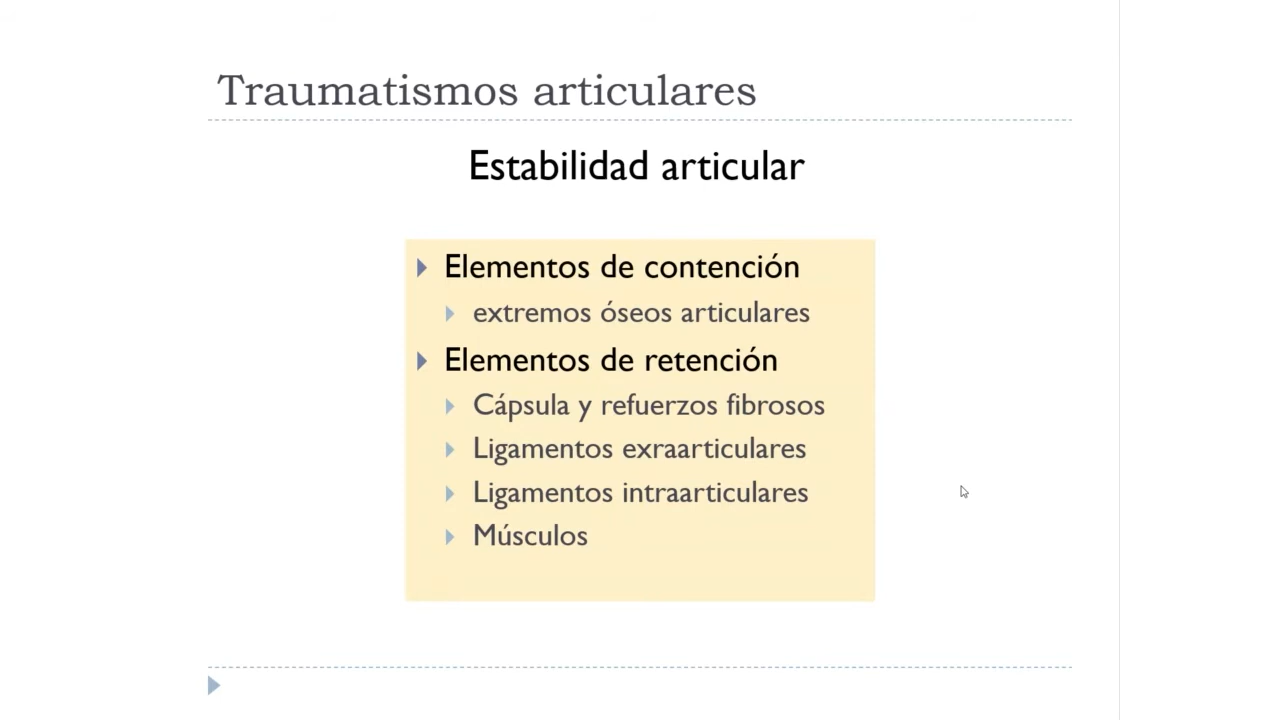 Traumatismos articulares
Estabilidad articular
Elementos de contención
extremos óseos articulares
Elementos de retención
Cápsula y refuerzos fibrosos
Ligamentos exraarticulares
Ligamentos intraarticulares
Músculos